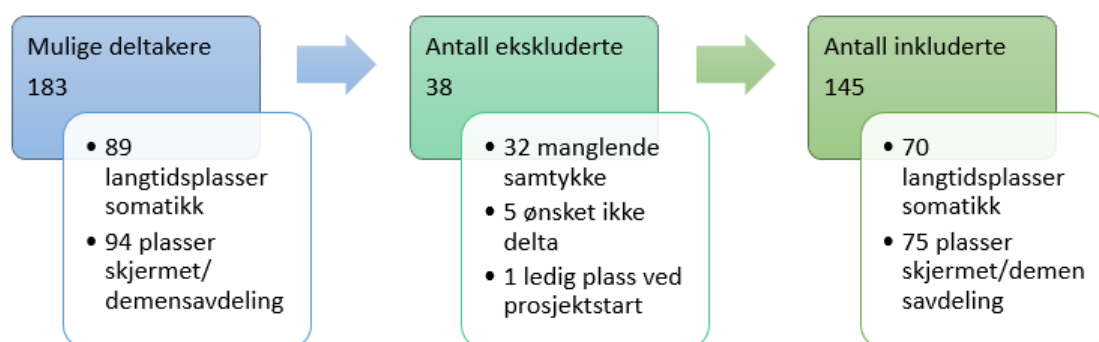 Mulige deltakere
183
• 89
langtidsplasser
somatikk
• 94 plasser
skjermet/
demensavdeling
Antall ekskluderte
38
• 32 manglende
samtykke
• 5 ønsket ikke
delta
• 1 ledig plass ved
prosjektstart
Antall inkluderte
145
• 70
langtidsplasser
somatikk
• 75 plasser
skjermet/demen
savdeling